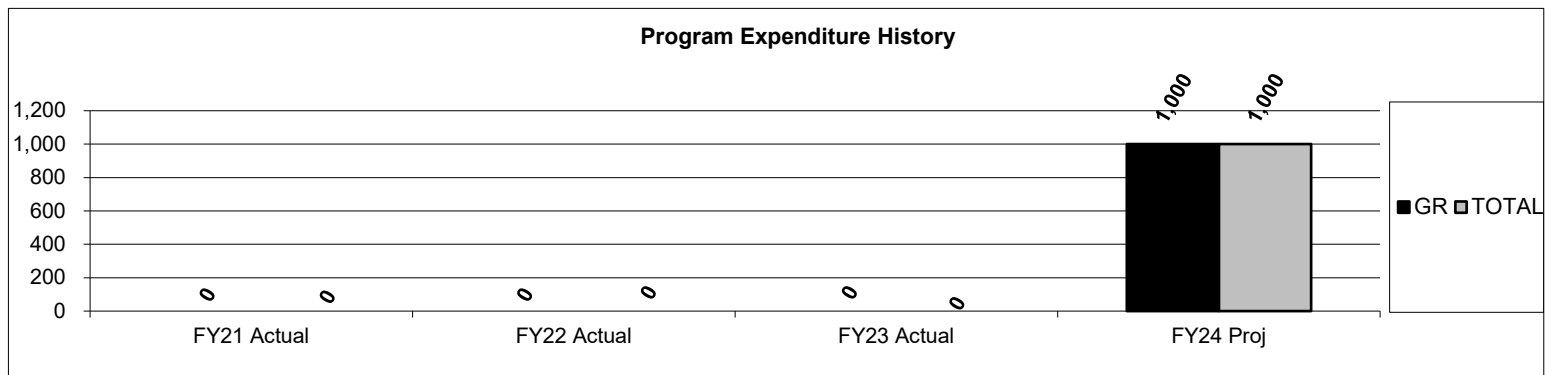 Program Expenditure History
1,000 1,000
1,200
1,000
800
600
400
200
0
0 0 0 0 0 0
FY21 Actual FY22 Actual FY23 Actual FY24 Proj
GR TOTAL